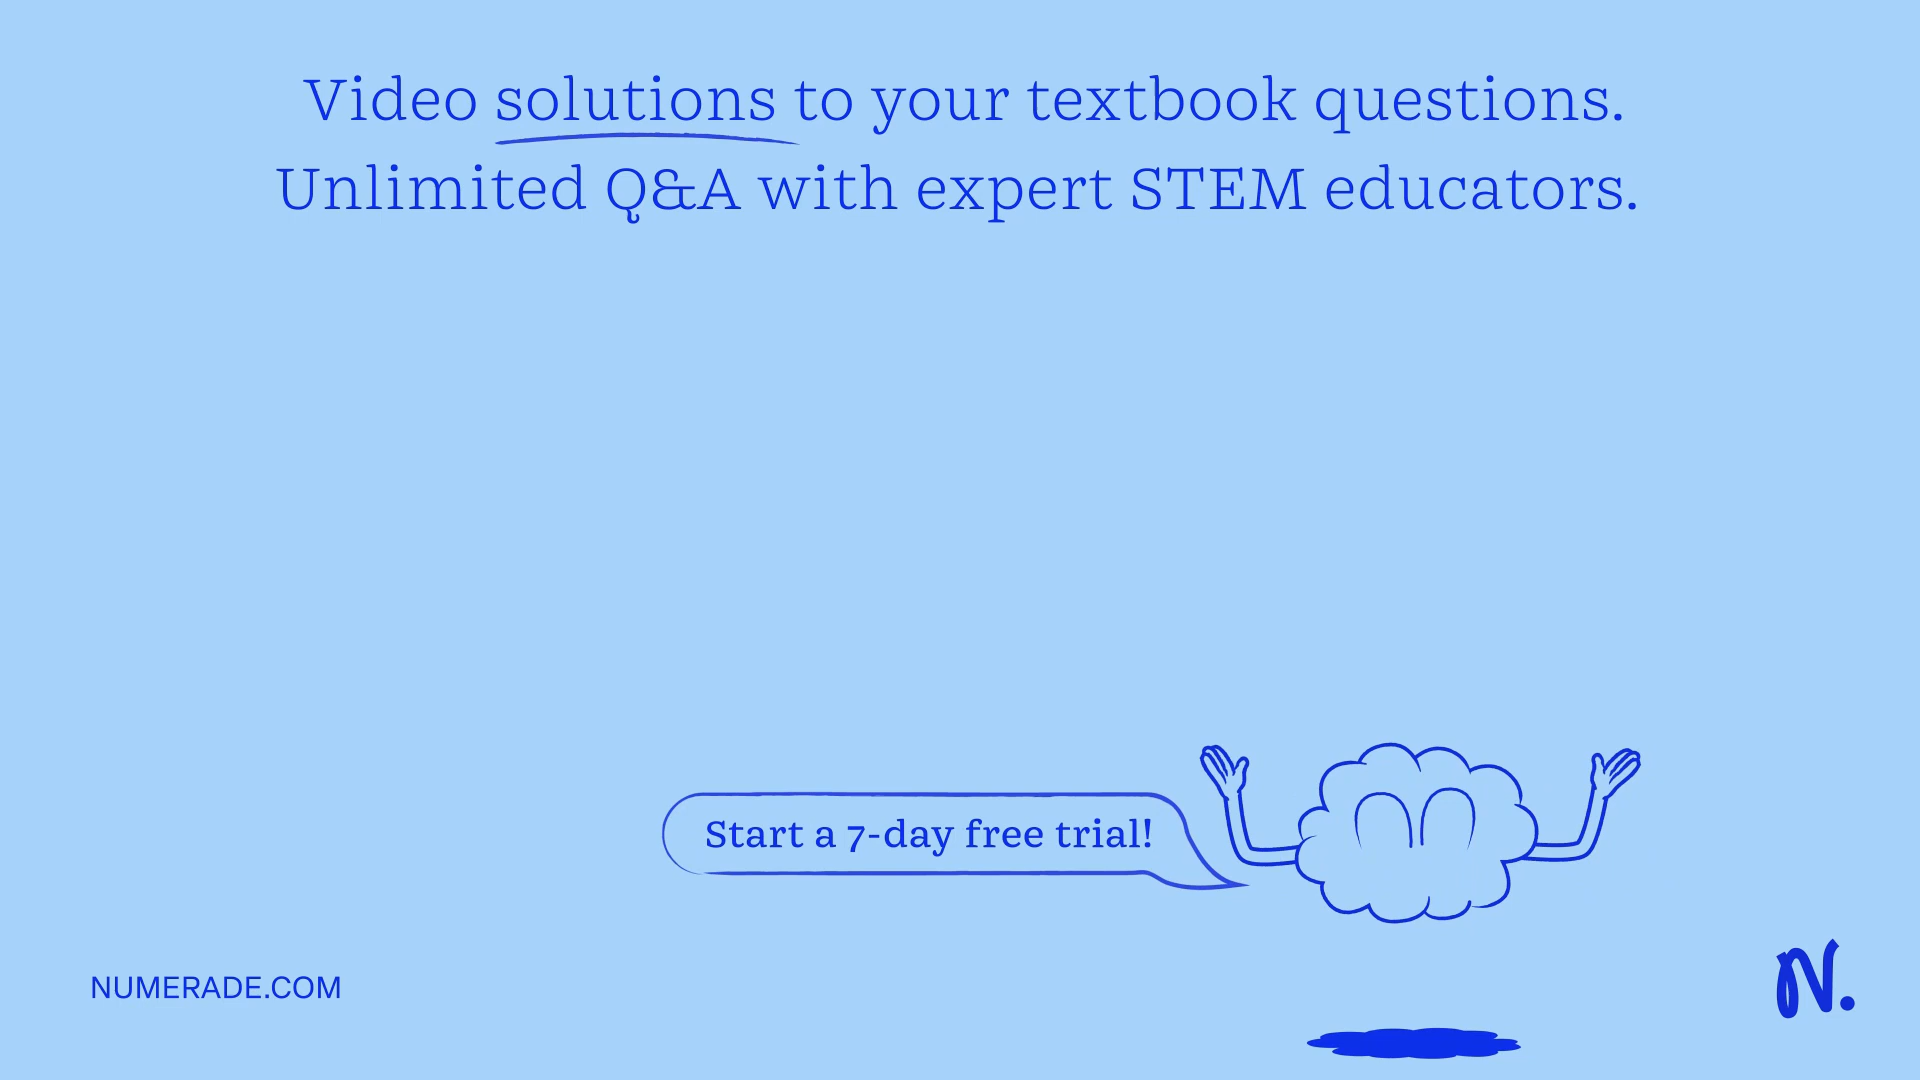 Video solutions to your textbook questions.
Unlimited Q&A with expert STEM educators.
Start a 7-day free trial!
NUMERADE.COM
N.